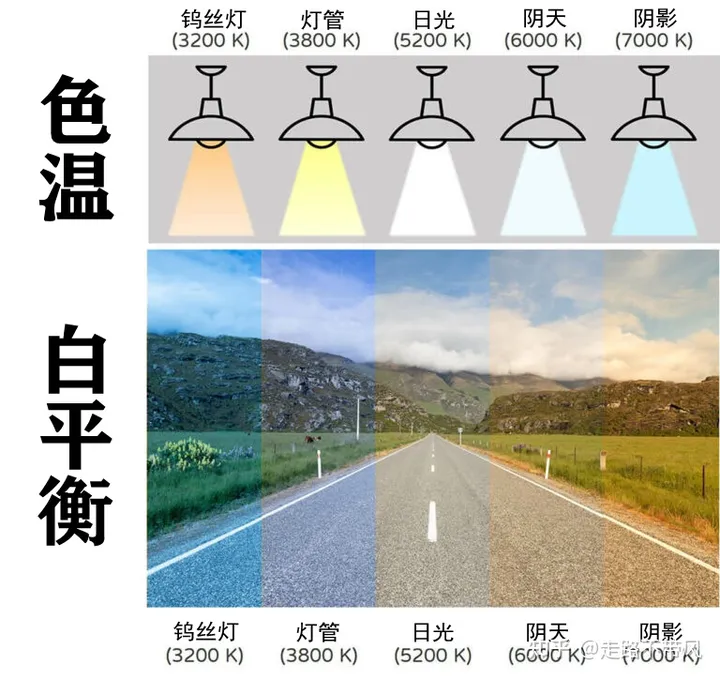 钨丝灯 灯管 日光 阴天 阴影
(3200 K) (3800 K) (5200 K) (6000 K) (7000 K)
色温
白平衡
钨丝灯 灯管 日光 阴天 阴影
(3200 K) (3800 K) (5200 K) (6000 K) (7000 K)
知乎 @走路不带风